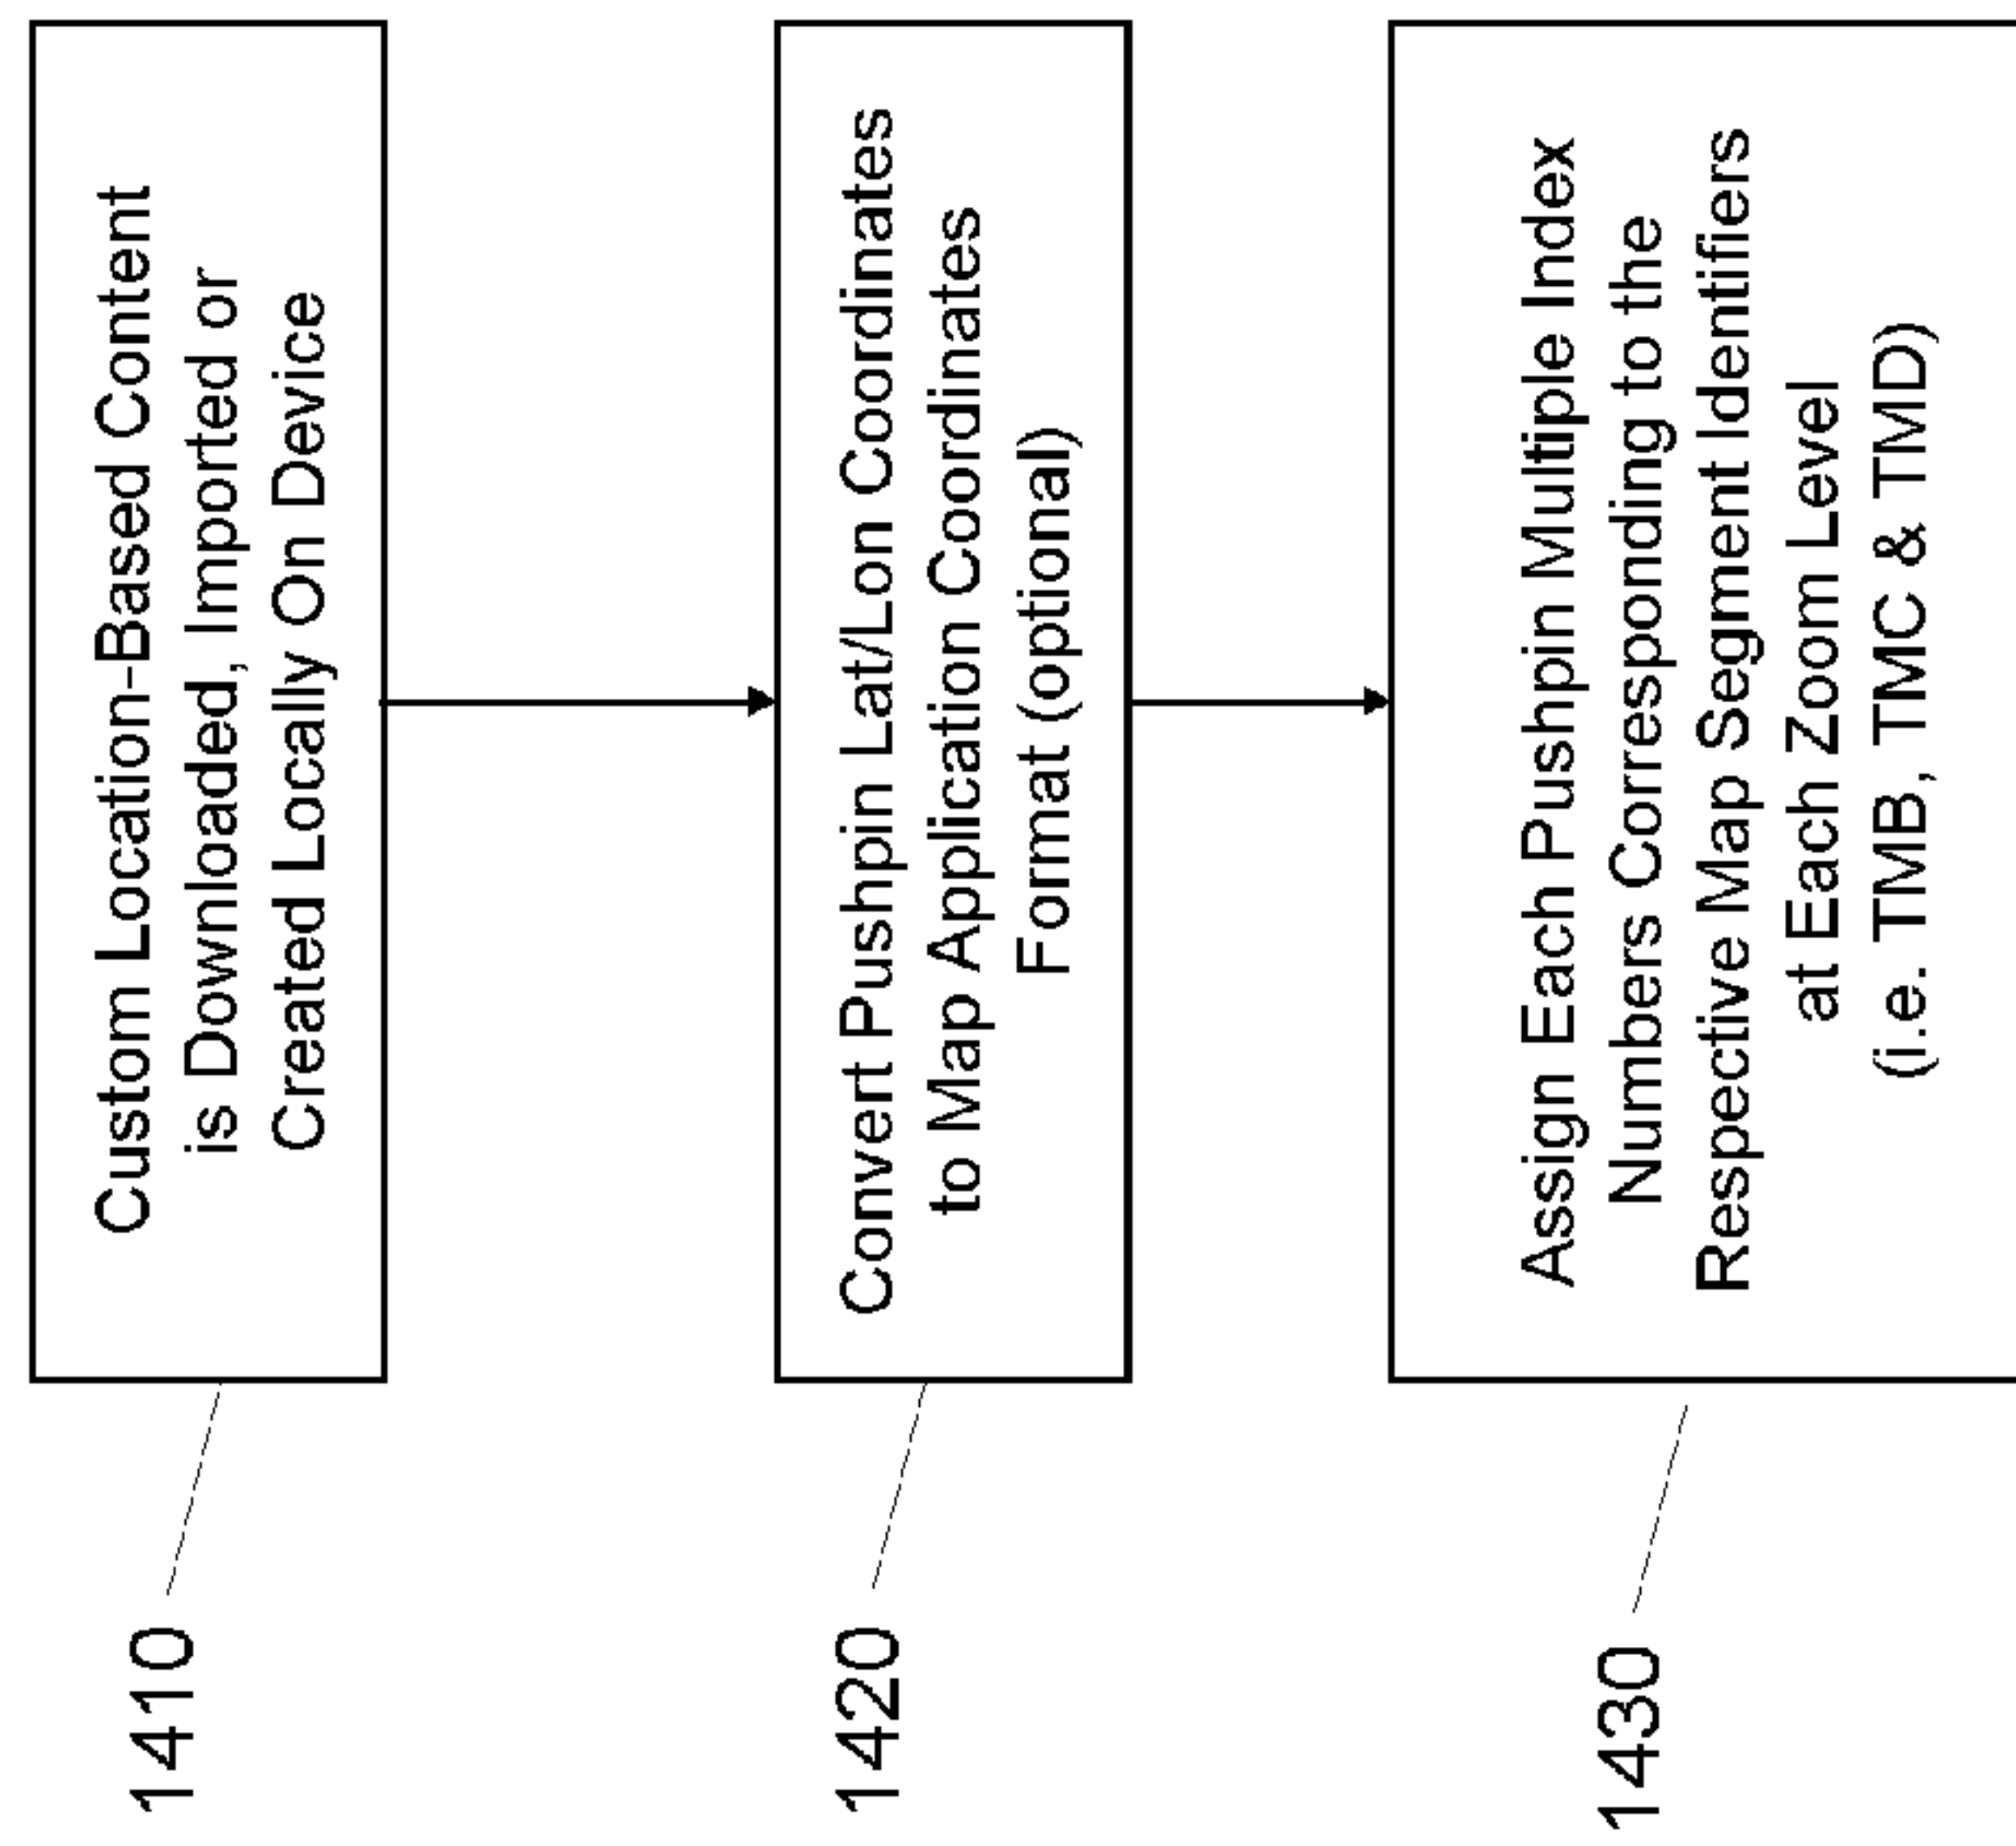 1410
Custom Location-Based Content
is Downloaded, Imported or
Created Locally On Device
1420
Convert Pushpin Lat/Lon Coordinates
to Map Application Coordinates
Format (optional)
1430
Assign Each Pushpin Multiple Index
Numbers Corresponding to the
Respective Map Segment Identifiers
at Each Zoom Level
(i.e. TMB, TMC & TMD)